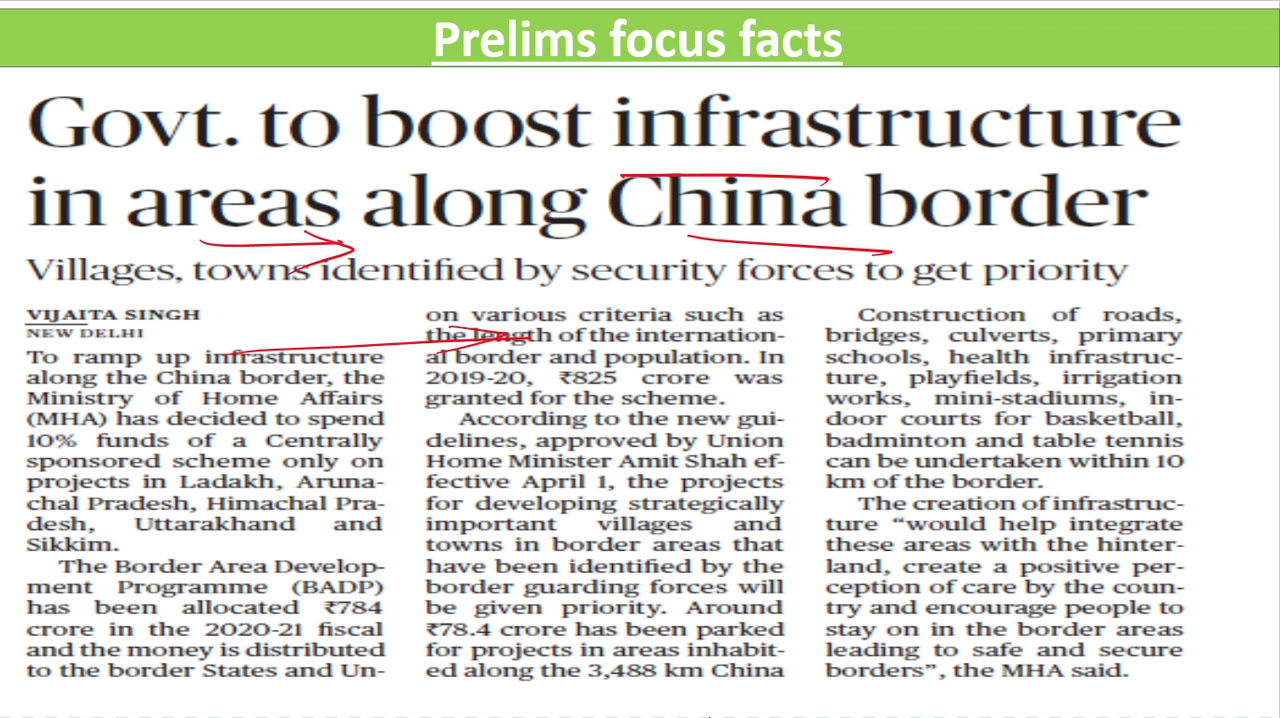 Prelims focus facts
Govt. to boost infrastructure
in areas along China border
Villages, towns identified by security forces to get priority
VIJAITA SINGH
NEW DELHI
To ramp up infrastructure
along the China border, the
Ministry of Home Affairs
(MHA) has decided to spend
10% funds of a Centrally
sponsored scheme only on
projects in Ladakh, Aruna-
chal Pradesh, Himachal Pra-
desh, Uttarakhand and
Sikkim.
The Border Area Develop-
ment Programme (BADP)
has been allocated ₹784
crore in the 2020-21 fiscal
and the money is distributed
to the border States and Un-
on various criteria such as
the length of the internation-
al border and population. In
2019-20, ₹825 crore was
granted for the scheme.
According to the new gui-
delines, approved by Union
Home Minister Amit Shah ef-
fective April 1, the projects
for developing strategically
important villages and
towns in border areas that
have been identified by the
border guarding forces will
be given priority. Around
₹78.4 crore has been parked
for projects in areas inhabit-
ed along the 3,488 km China
Construction of roads,
bridges, culverts, primary
schools, health infrastruc-
ture, playfields, irrigation
works, mini-stadiums, in-
door courts for basketball,
badminton and table tennis
can be undertaken within 10
km of the border.
The creation of infrastruc-
ture “would help integrate
these areas with the hinter-
land, create a positive per-
ception of care by the coun-
try and encourage people to
stay on in the border areas
leading to safe and secure
borders”, the MHA said.